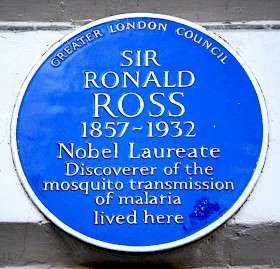 GREATER LONDON COUNCIL
SIR
RONALD
ROSS
1857~1932
Nobel Laureate
Discoverer of the
mosquito transmission
of malaria
lived here